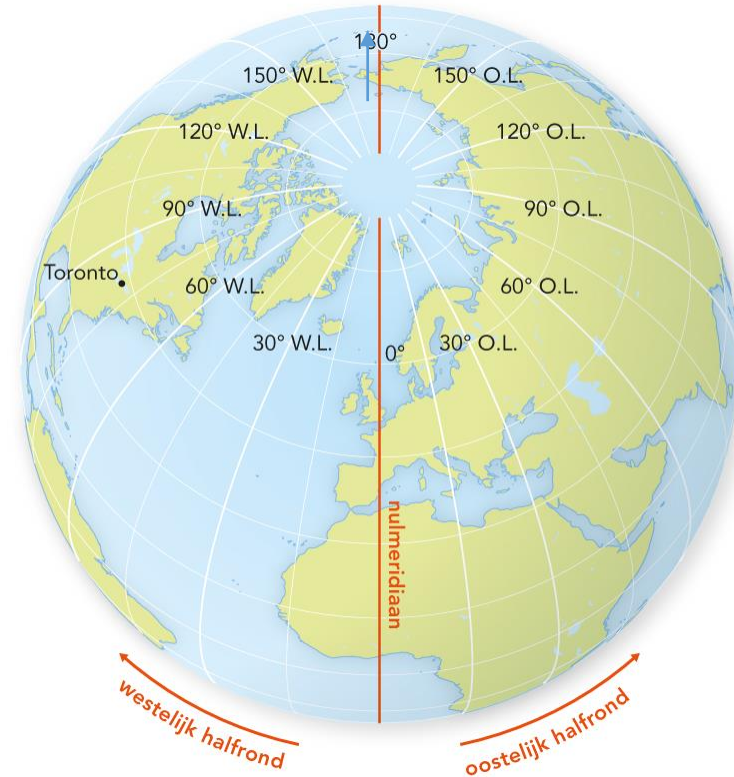 180°
150° W.L.
150° O.L.
120° W.L.
120° O.L.
90° W.L.
90° O.L.
Toronto
60° W.L.
60° O.L.
30° W.L.
0°
30° O.L.
nulmeridiaan
westelijk halfrond
oostelijk halfrond